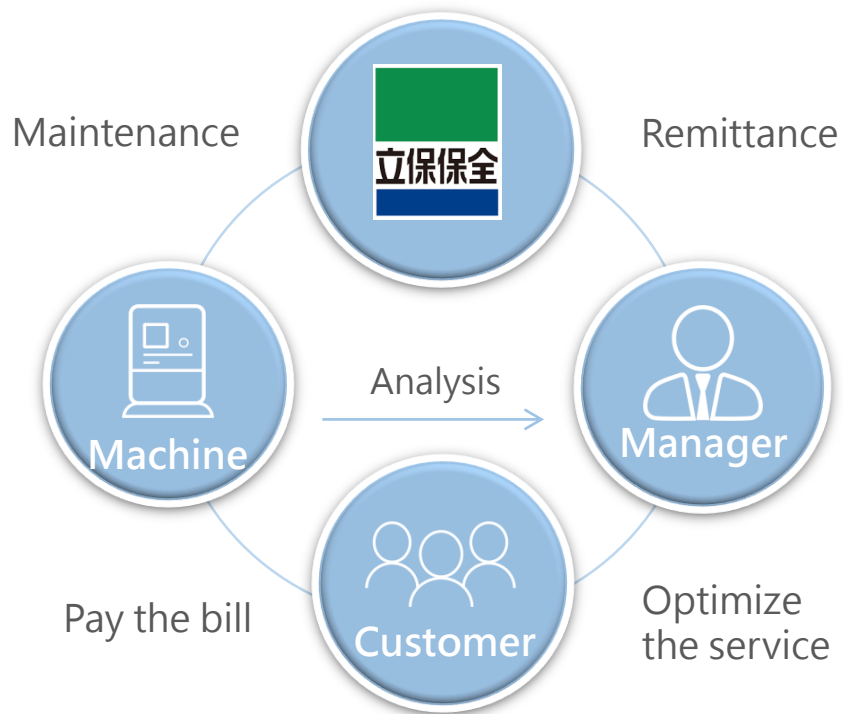 Maintenance
立保保全
Remittance
Machine
Analysis
Manager
Pay the bill
Customer
Optimize
the service